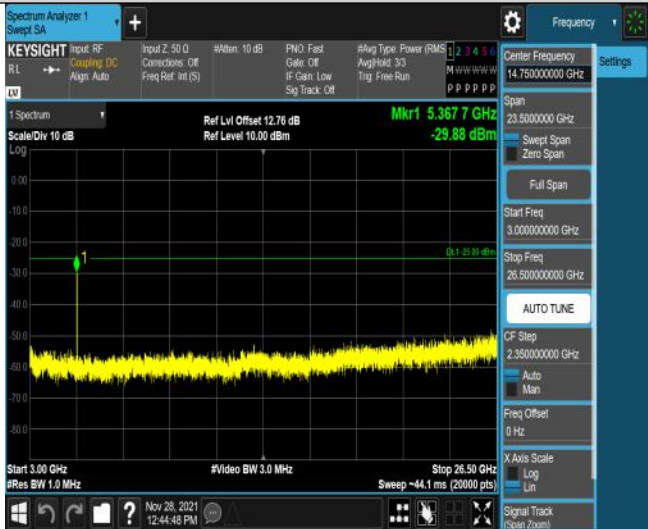 Spectrum Analyzer 1
Swept SA
Frequency
KEYSIGHT
RL
Input: RF
Coupling: DC
Align: Auto
Input Z: 50 Ω
Corrections: Off
Freq Ref: Int (S)
#Atten: 10 dB
PNO: Fast
Gate: Off
IF Gain: Low
Sig Track: Off
#Avg Type: Power (RMS
Avg|Hold: 3/3
Trig: Free Run
1 2 3 4 5 6
M W W W W W
P P P P P P
LV
1 Spectrum
Scale/Div 10 dB
Ref Lvl Offset 12.76 dB
Ref Level 10.00 dBm
Mkr1 5.367 7 GHz
-29.88 dBm
Log
0.00
-10.0
-20.0
-30.0
-40.0
-50.0
-60.0
-70.0
-80.0
1
DL1 -25.00 dBm
Start 3.00 GHz
#Res BW 1.0 MHz
#Video BW 3.0 MHz
Stop 26.50 GHz
Sweep ~44.1 ms (20000 pts)
Nov 28, 2021
12:44:48 PM
?
Center Frequency
14.750000000 GHz
Settings
Span
23.5000000 GHz
Swept Span
Zero Span
Full Span
Start Freq
3.000000000 GHz
Stop Freq
26.500000000 GHz
AUTO TUNE
CF Step
2.350000000 GHz
Auto
Man
Freq Offset
0 Hz
X Axis Scale
Log
Lin
Signal Track
(Span Zoom)